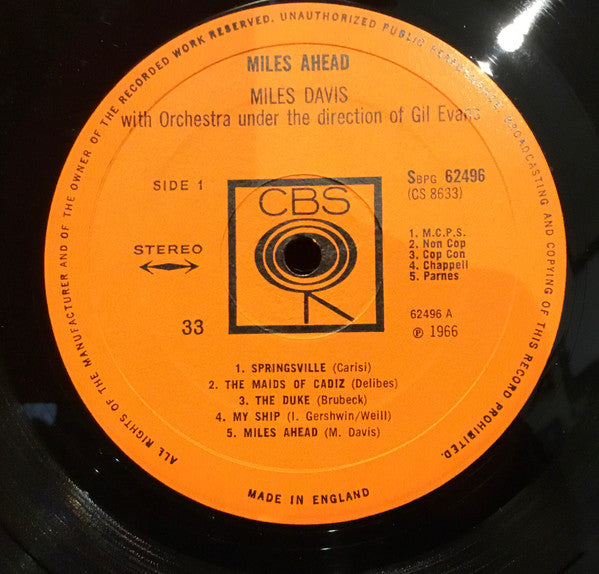 ALL RIGHTS OF THE MANUFACTURER AND OF THE OWNER OF THE RECORDED WORK RESERVED. UNAUTHORIZED PUBLIC PERFORMANCE BROADCASTING AND COPYING OF THIS RECORD PROHIBITED.
MILES AHEAD
MILES DAVIS
with Orchestra under the direction of Gil Evans
SIDE 1
CBS
SBPG 62496
(CS 8633)
STEREO
1. M.C.P.S.
2. Non Cop
3. Cop Con
4. Chappell
5. Parnes
33
62496 A
℗ 1966
1. SPRINGSVILLE (Carisi)
2. THE MAIDS OF CADIZ (Delibes)
3. THE DUKE (Brubeck)
4. MY SHIP (I. Gershwin/Weill)
5. MILES AHEAD (M. Davis)
MADE IN ENGLAND